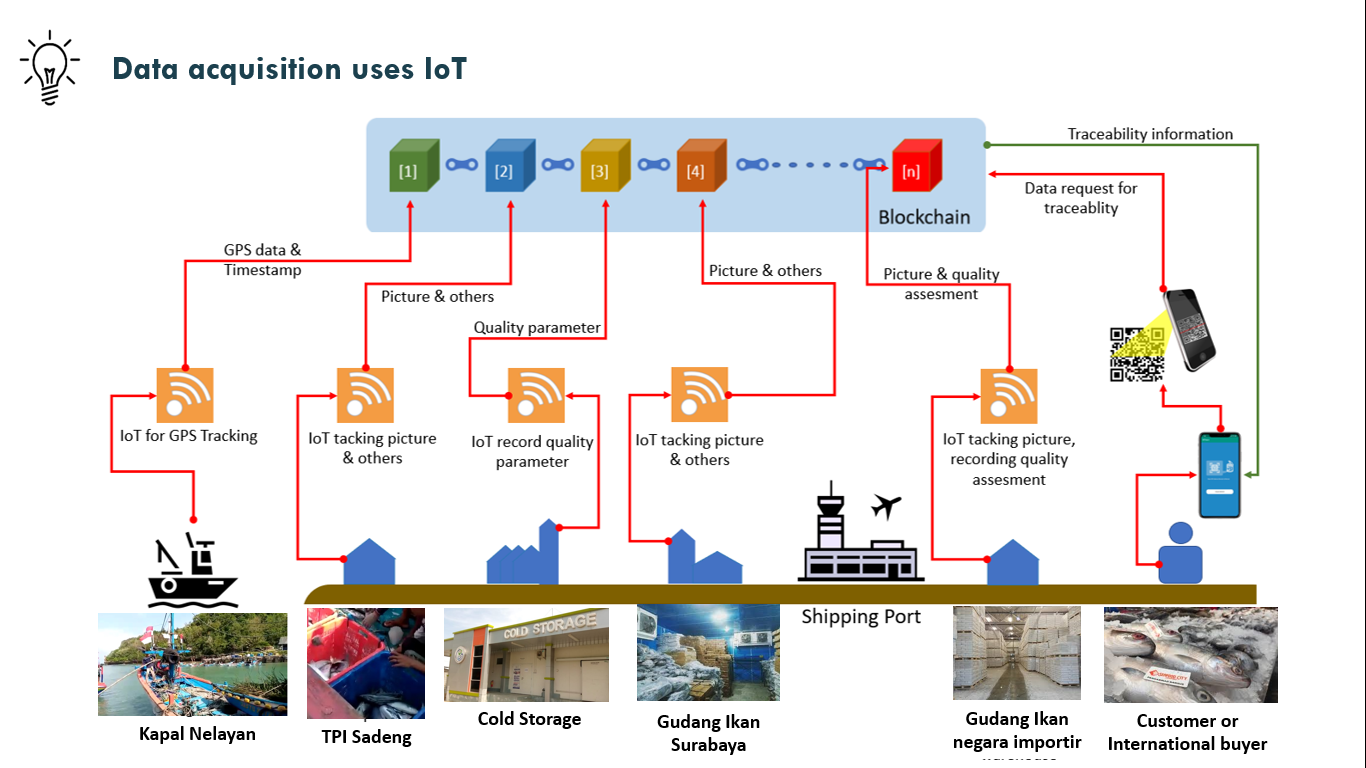 Data acquisition uses IoT
Traceability information
[1]
[2]
[3]
[4]
[n]
Blockchain
Data request for
traceablity
GPS data &
Timestamp
Picture & others
Quality parameter
Picture & others
Picture & quality
assesment
IoT for GPS Tracking
IoT tacking picture
& others
IoT record quality
parameter
IoT tacking picture
& others
IoT tacking picture,
recording quality
assesment
COLD STORAGE
Shipping Port
Kapal Nelayan
TPI Sadeng
Cold Storage
Gudang Ikan
Surabaya
Gudang Ikan
negara importir
Customer or
International buyer